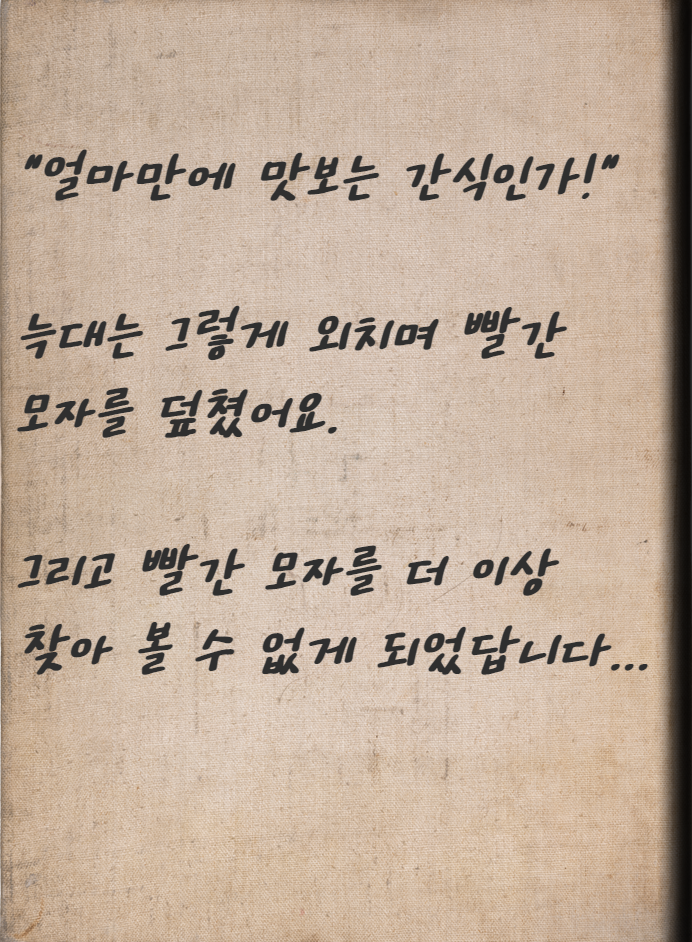 "얼마만에 맛보는 간식인가!"
늑대는 그렇게 외치며 빨간
모자를 덮쳤어요.
그리고 빨간 모자를 더 이상
찾아 볼 수 없게 되었답니다...